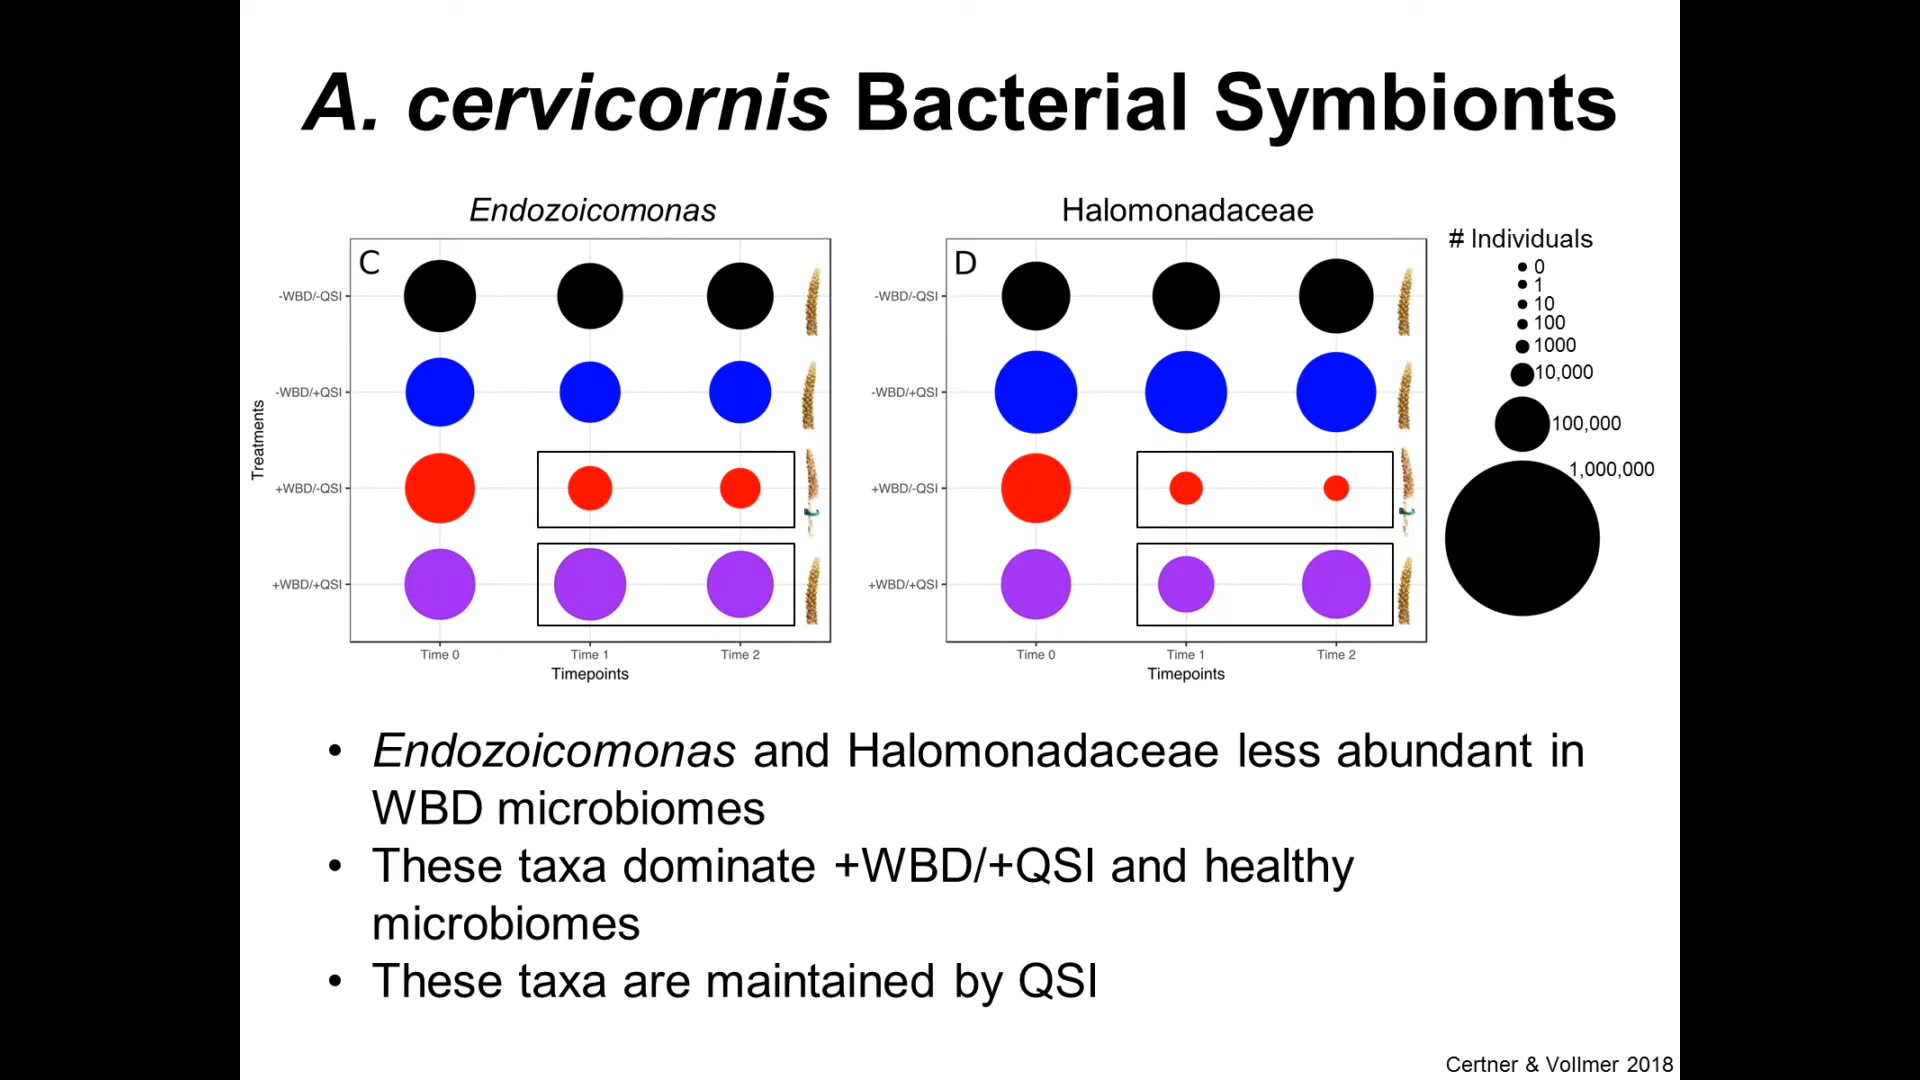 A. cervicornis Bacterial Symbionts
Endozoicomonas
C
-WBD/-QSI
-WBD/+QSI
+WBD/-QSI
+WBD/+QSI
Treatments
Time 0 Time 1 Time 2
Timepoints
Halomonadaceae
D
-WBD/-QSI
-WBD/+QSI
+WBD/-QSI
+WBD/+QSI
Time 0 Time 1 Time 2
Timepoints
# Individuals
0
1
10
100
1000
10,000
100,000
1,000,000
• Endozoicomonas and Halomonadaceae less abundant in
WBD microbiomes
• These taxa dominate +WBD/+QSI and healthy
microbiomes
• These taxa are maintained by QSI
Certner & Vollmer 2018